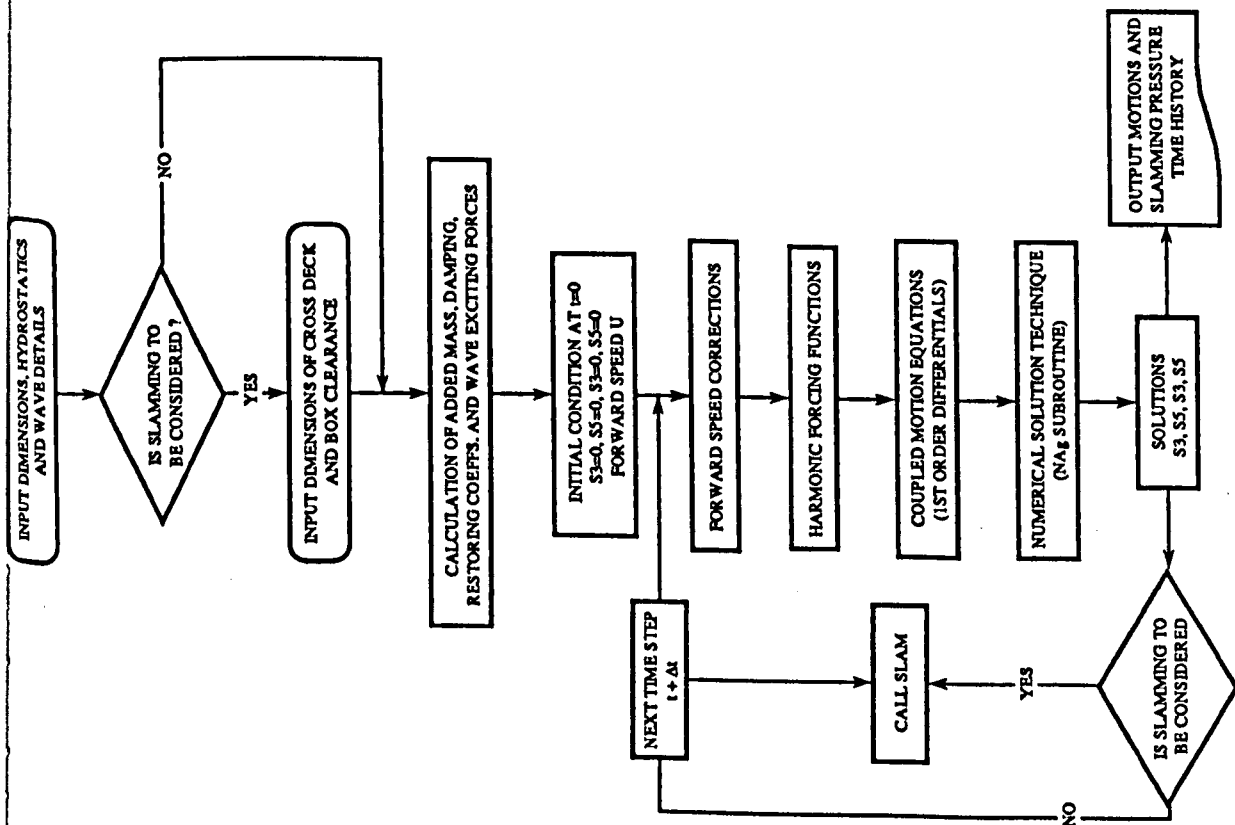 INPUT DIMENSIONS, HYDROSTATICS
AND WAVE DETAILS
IS SLAMMING TO
BE CONSIDERED ?
NO
YES
INPUT DIMENSIONS OF CROSS DECK
AND BOX CLEARANCE
CALCULATION OF ADDED MASS, DAMPING,
RESTORING COEFFS. AND WAVE EXCITING FORCES
INITIAL CONDITION AT t=0
S3=0, S5=0, S3=0, S5=0
FORWARD SPEED U
FORWARD SPEED CORRECTIONS
HARMONIC FORCING FUNCTIONS
COUPLED MOTION EQUATIONS
(1ST ORDER DIFFERENTIALS)
NUMERICAL SOLUTION TECHNIQUE
(NAg SUBROUTINE)
SOLUTIONS
S3, S5, S3, S5
OUTPUT MOTIONS AND
SLAMMING PRESSURE
TIME HISTORY
IS SLAMMING TO
BE CONSIDERED
YES
NO
CALL SLAM
NEXT TIME STEP
t + Δt